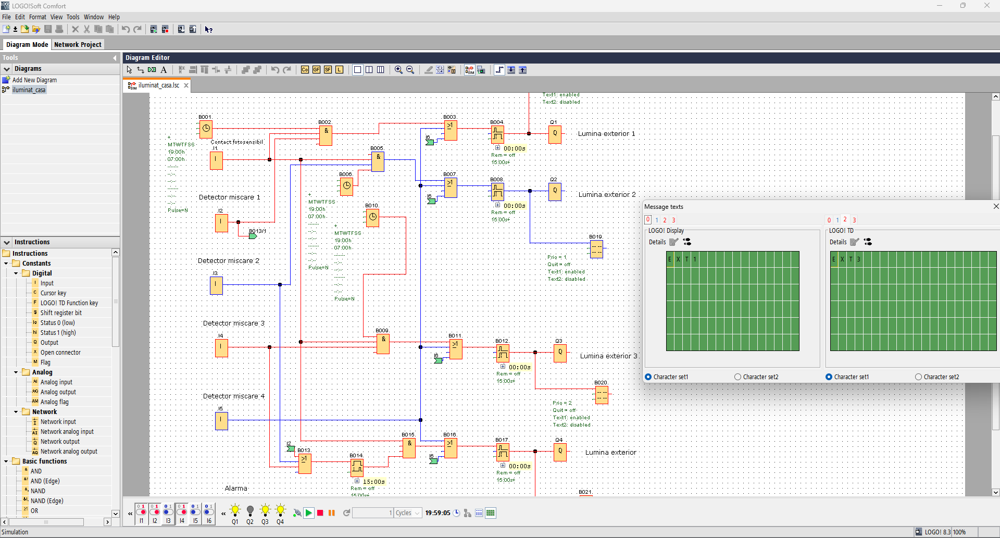 LOGO!Soft Comfort
File Edit Format View Tools Window Help
Diagram Mode Network Project
Tools
Diagrams
Add New Diagram
iluminat_casa
Instructions
Instructions
Constants
Digital
Input
Cursor key
LOGO! TD Function key
Shift register bit
Status 0 (low)
Status 1 (high)
Output
Open connector
Flag
Analog
Analog input
Analog output
Analog flag
Network
Network input
Network analog input
Network output
Network analog output
Basic functions
AND
AND (Edge)
NAND
NAND (Edge)
OR
Diagram Editor
Co GF SF L
iluminat_casa.lsc
Text1: enabled
Text2: disabled
B001
MTWTFSS
19:00h
07:00h
Pulse=N
Contact fotosensibil
I1
B002
&
B003
≥1
I6
B004
00:00s
Rem = off
15:00s+
Q1
Q
Lumina exterior 1
B005
&
B006
MTWTFSS
19:00h
07:00h
Pulse=N
B007
≥1
I6
B008
00:00s
Rem = off
15:00s+
Q2
Q
Lumina exterior 2
Detector miscare 1
I2
B013/1
B010
MTWTFSS
19:00h
07:00h
Pulse=N
B019
Prio = 1
Quit = off
Text1: enabled
Text2: disabled
Detector miscare 2
I3
Detector miscare 3
I4
B009
&
B011
≥1
I6
B012
00:00s
Rem = off
15:00s+
Q3
Q
Lumina exterior 3
B020
Prio = 2
Quit = off
Text1: enabled
Text2: disabled
Detector miscare 4
I5
I2
B013
≥1
B014
15:00s
Rem = off
15:00s+
B015
&
B016
≥1
I6
B017
00:00s
Rem = off
15:00s+
Q4
Q
Lumina exterior
B021
Alarma
Message texts
0 1 2 3
LOGO! Display
Details
E X T 1
Character set1 Character set2
0 1 2 3
LOGO! TD
Details
E X T 3
Character set1 Character set2
« 0 1 0 1 0 1 0 1 0 1 0 1 «
I1 I2 I3 I4 I5 I6 Q1 Q2 Q3 Q4
1 Cycles 19:59:05
Simulation
LOGO! 8.3 100%